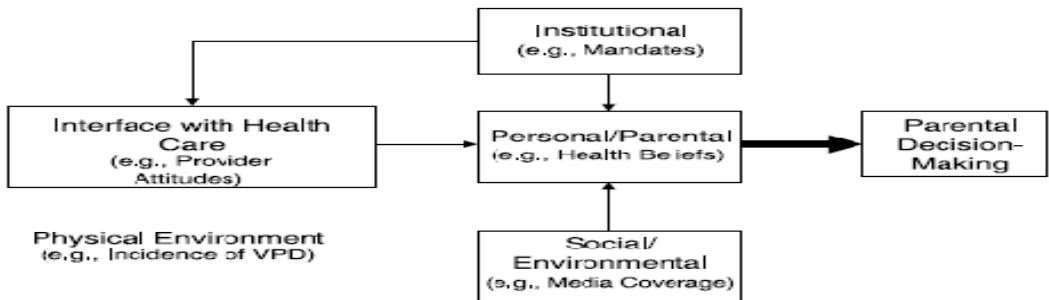 Institutional
(e.g., Mandates)
Interface with Health
Care
(e.g., Provider
Attitudes)
Personal/Parental
(e.g., Health Beliefs)
Parental
Decision-
Making
Physical Environment
(e.g., Incidence of VPD)
Social/
Environmental
(e.g., Media Coverage)